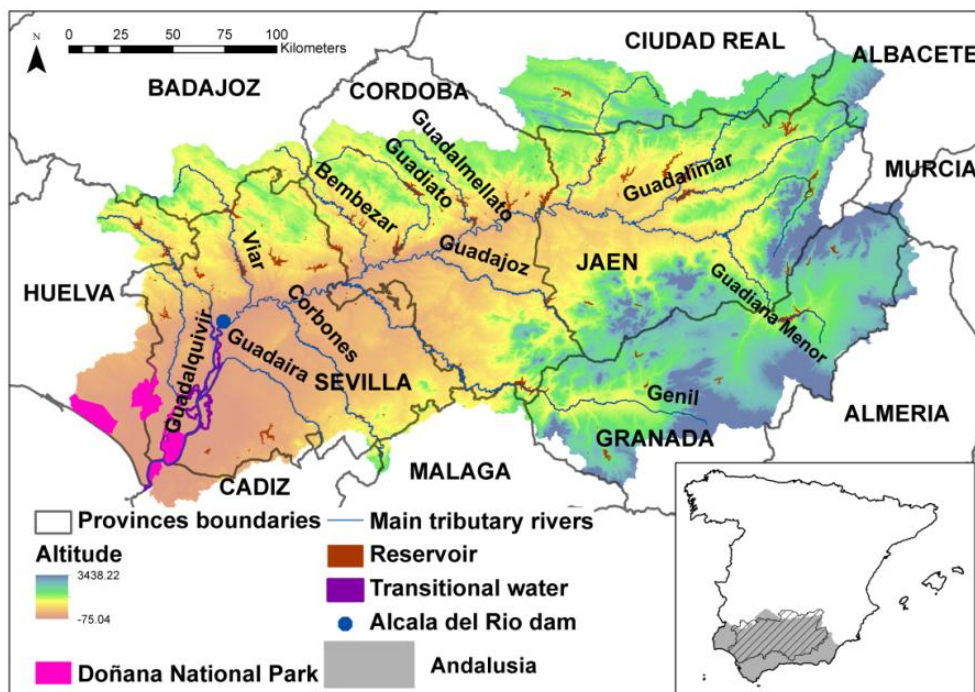 N
0 25 50 75 100
Kilometers
CIUDAD REAL
ALBACETE
BADAJOZ
CORDOBA
MURCIA
Guadalmellato
Guadiato
Bembezar
Guadalimar
Viar
Guadajoz
JAEN
HUELVA
Guadiana Menor
Corbones
Guadalquivir
Guadaira
SEVILLA
Genil
ALMERIA
GRANADA
MALAGA
CADIZ
Provinces boundaries
Main tributary rivers
Altitude
3438.22
-75.04
Reservoir
Transitional water
Alcala del Rio dam
Doñana National Park
Andalusia